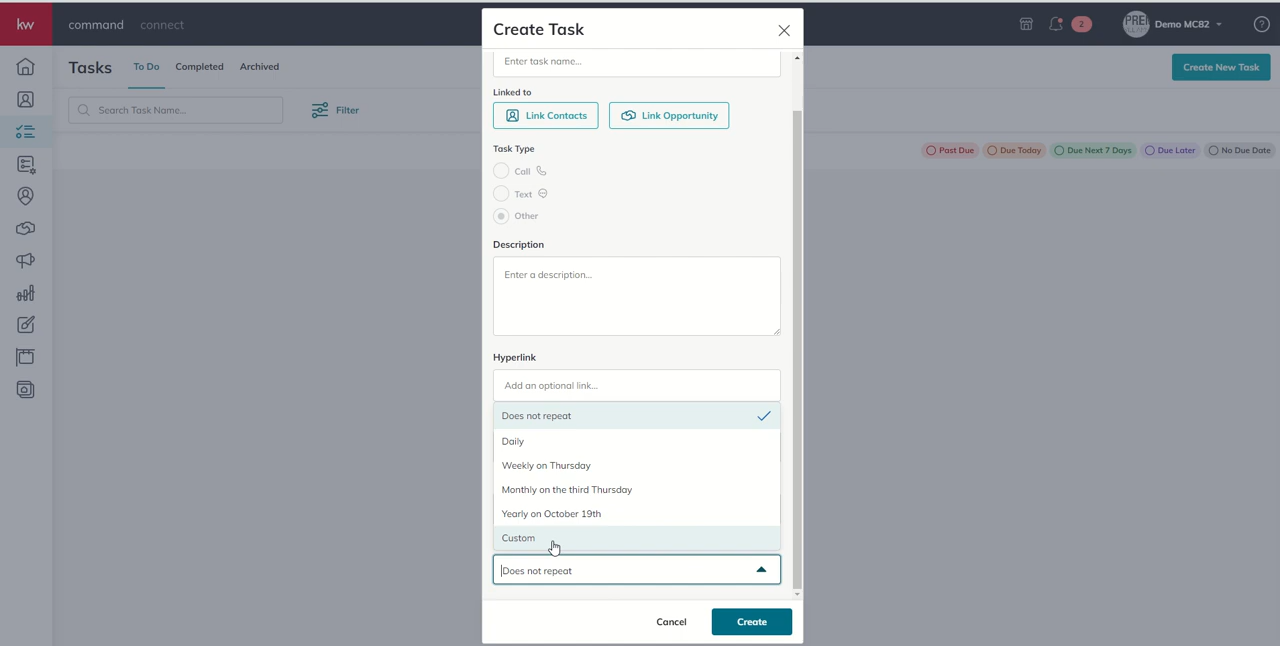 kw command connect
PREI Demo MC82 2 ?
Tasks To Do Completed Archived
Create New Task
Search Task Name... Filter
Past Due Due Today Due Next 7 Days Due Later No Due Date
Create Task
Enter task name...
Linked to
Link Contacts Link Opportunity
Task Type
Call
Text
Other
Description
Enter a description...
Hyperlink
Add an optional link...
Does not repeat
Daily
Weekly on Thursday
Monthly on the third Thursday
Yearly on October 19th
Custom
Does not repeat
Cancel Create